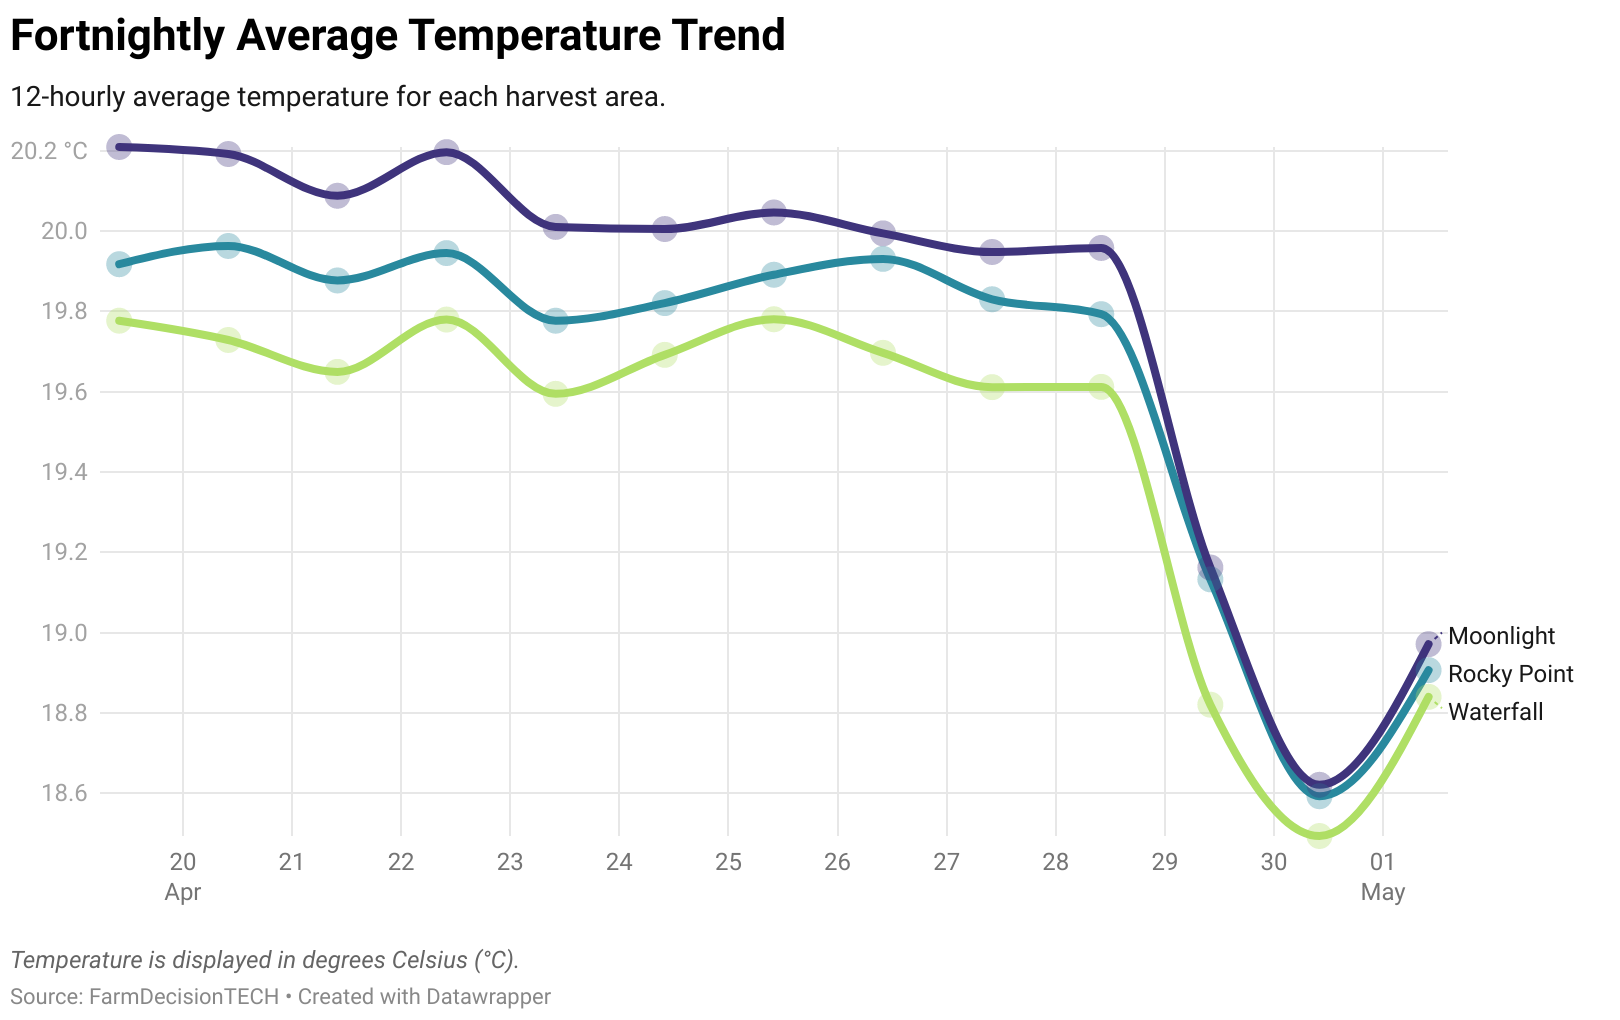 Fortnightly Average Temperature Trend
12-hourly average temperature for each harvest area.
20.2 °C
20.0
19.8
19.6
19.4
19.2
19.0
18.8
18.6
Moonlight
Rocky Point
Waterfall
20 21 22 23 24 25 26 27 28 29 30 01
Apr May
Temperature is displayed in degrees Celsius (°C).
Source: FarmDecisionTECH • Created with Datawrapper